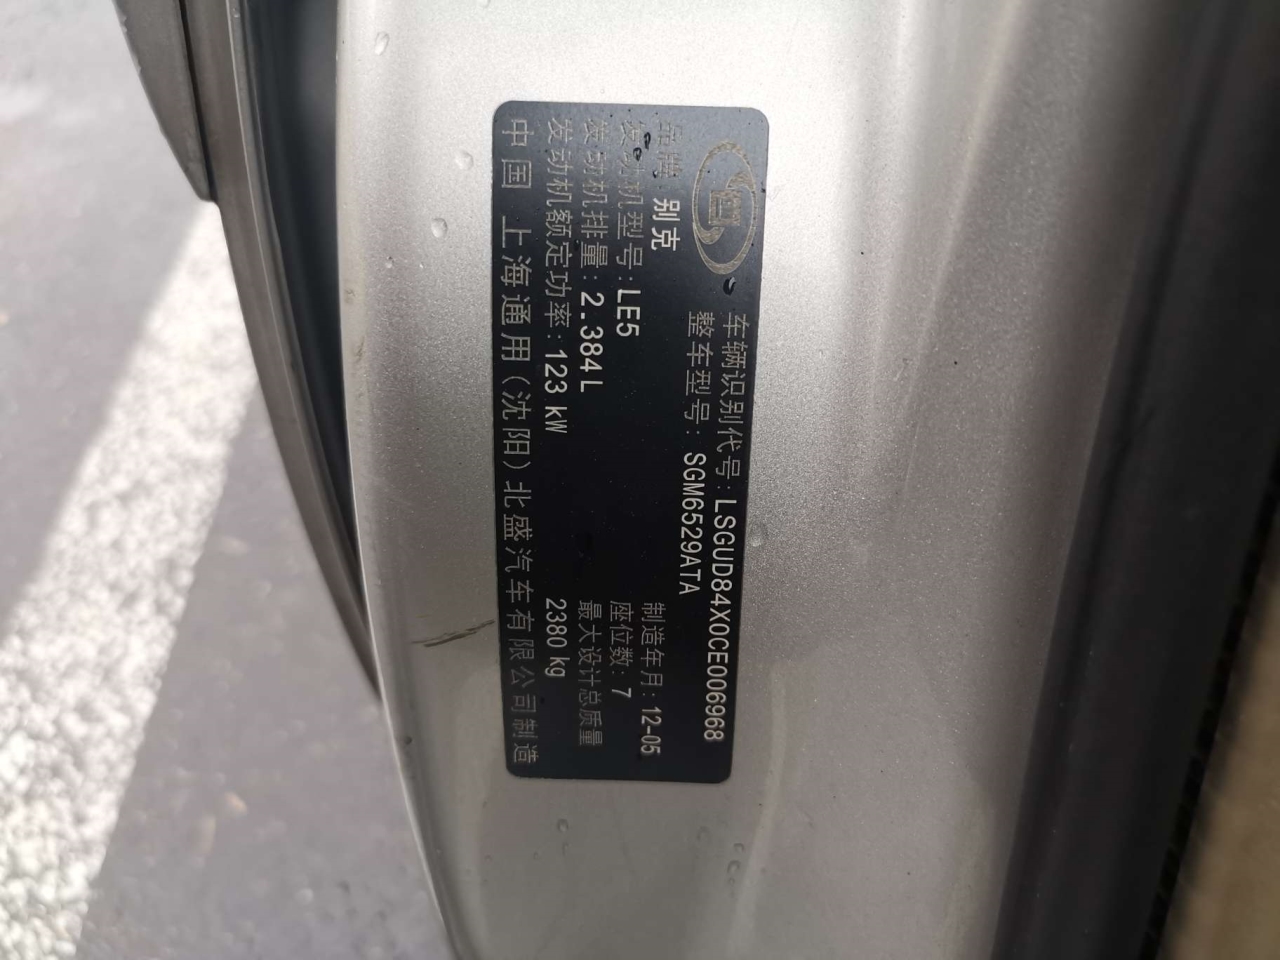 车辆识别代号:LSGUD84X0CE006968
整车型号:SGM6529ATA
品牌:别克
制造年月:12-05
发动机型号:LE5
座位数:7
发动机排量:2.384L
最大设计总质量
发动机额定功率:123 kW
2380 kg
中国 上海通用(沈阳)北盛汽车有限公司制造